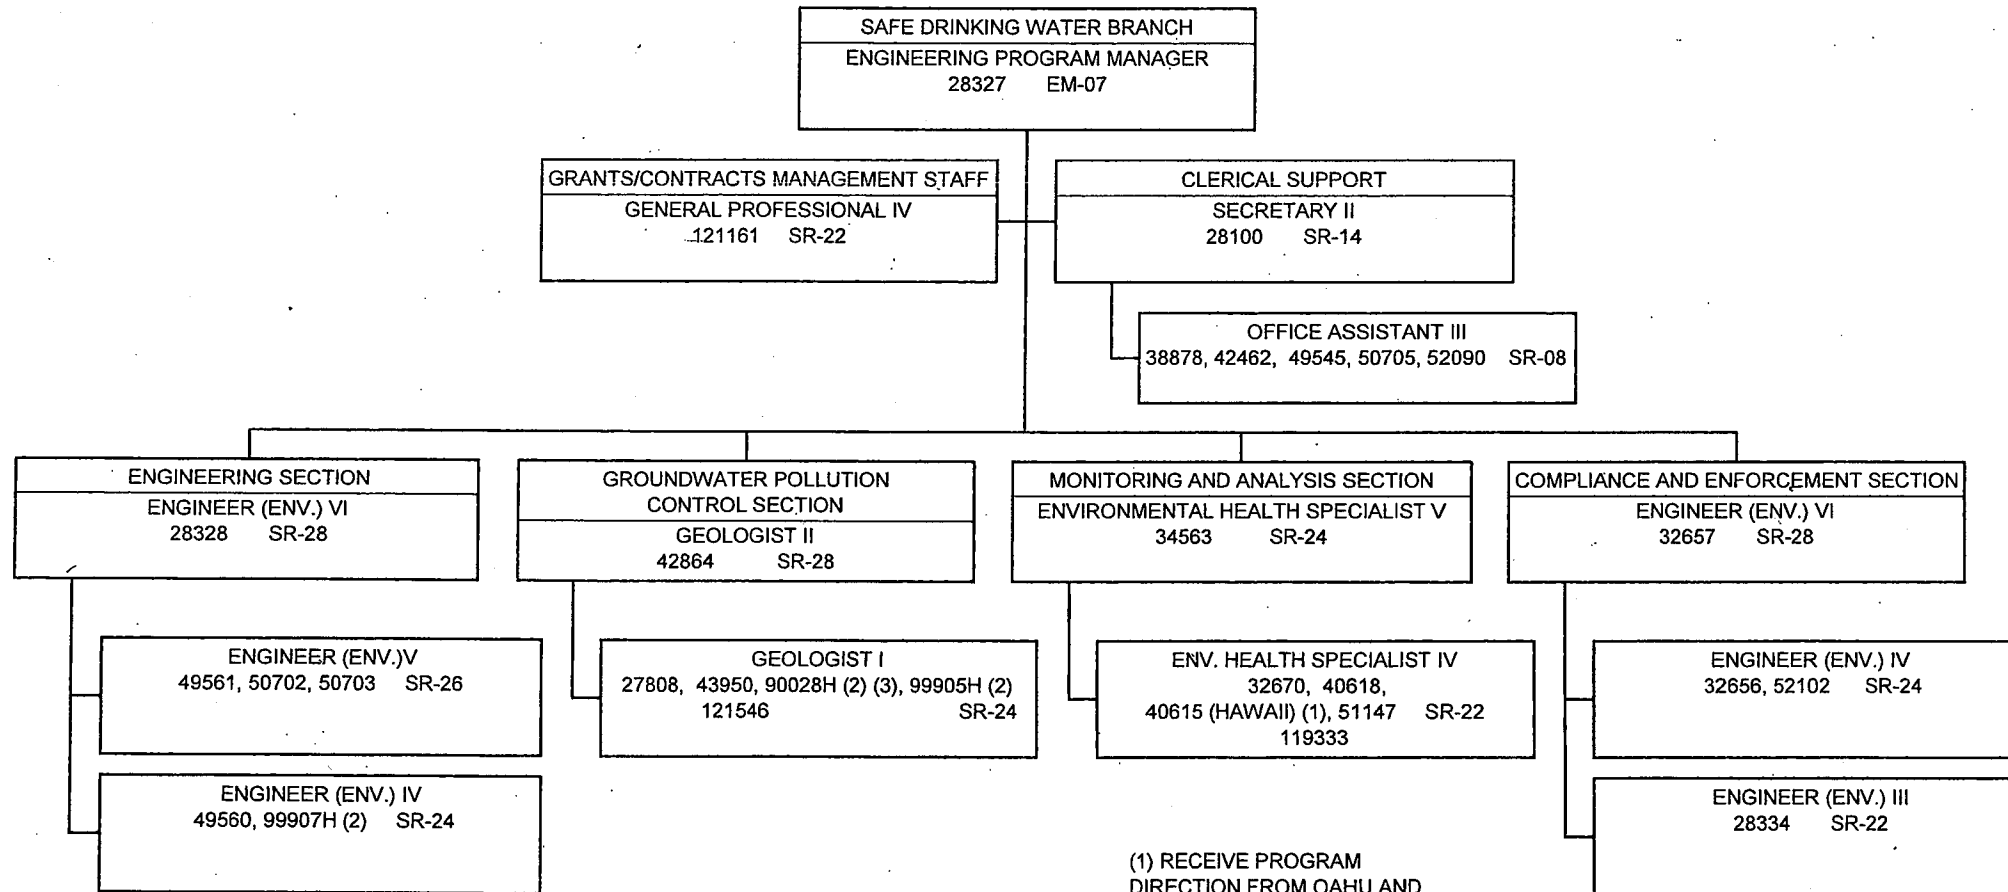 SAFE DRINKING WATER BRANCH
ENGINEERING PROGRAM MANAGER
28327 EM-07
GRANTS/CONTRACTS MANAGEMENT STAFF
GENERAL PROFESSIONAL IV
121161 SR-22
CLERICAL SUPPORT
SECRETARY II
28100 SR-14
OFFICE ASSISTANT III
38878, 42462, 49545, 50705, 52090 SR-08
ENGINEERING SECTION
ENGINEER (ENV.) VI
28328 SR-28
ENGINEER (ENV.)V
49561, 50702, 50703 SR-26
ENGINEER (ENV.) IV
49560, 99907H (2) SR-24
GROUNDWATER POLLUTION
CONTROL SECTION
GEOLOGIST II
42864 SR-28
GEOLOGIST I
27808, 43950, 90028H (2) (3), 99905H (2)
121546 SR-24
MONITORING AND ANALYSIS SECTION
ENVIRONMENTAL HEALTH SPECIALIST V
34563 SR-24
ENV. HEALTH SPECIALIST IV
32670, 40618,
40615 (HAWAII) (1), 51147 SR-22
119333
COMPLIANCE AND ENFORCEMENT SECTION
ENGINEER (ENV.) VI
32657 SR-28
ENGINEER (ENV.) IV
32656, 52102 SR-24
ENGINEER (ENV.) III
28334 SR-22
(1) RECEIVE PROGRAM
DIRECTION FROM OAHU AND